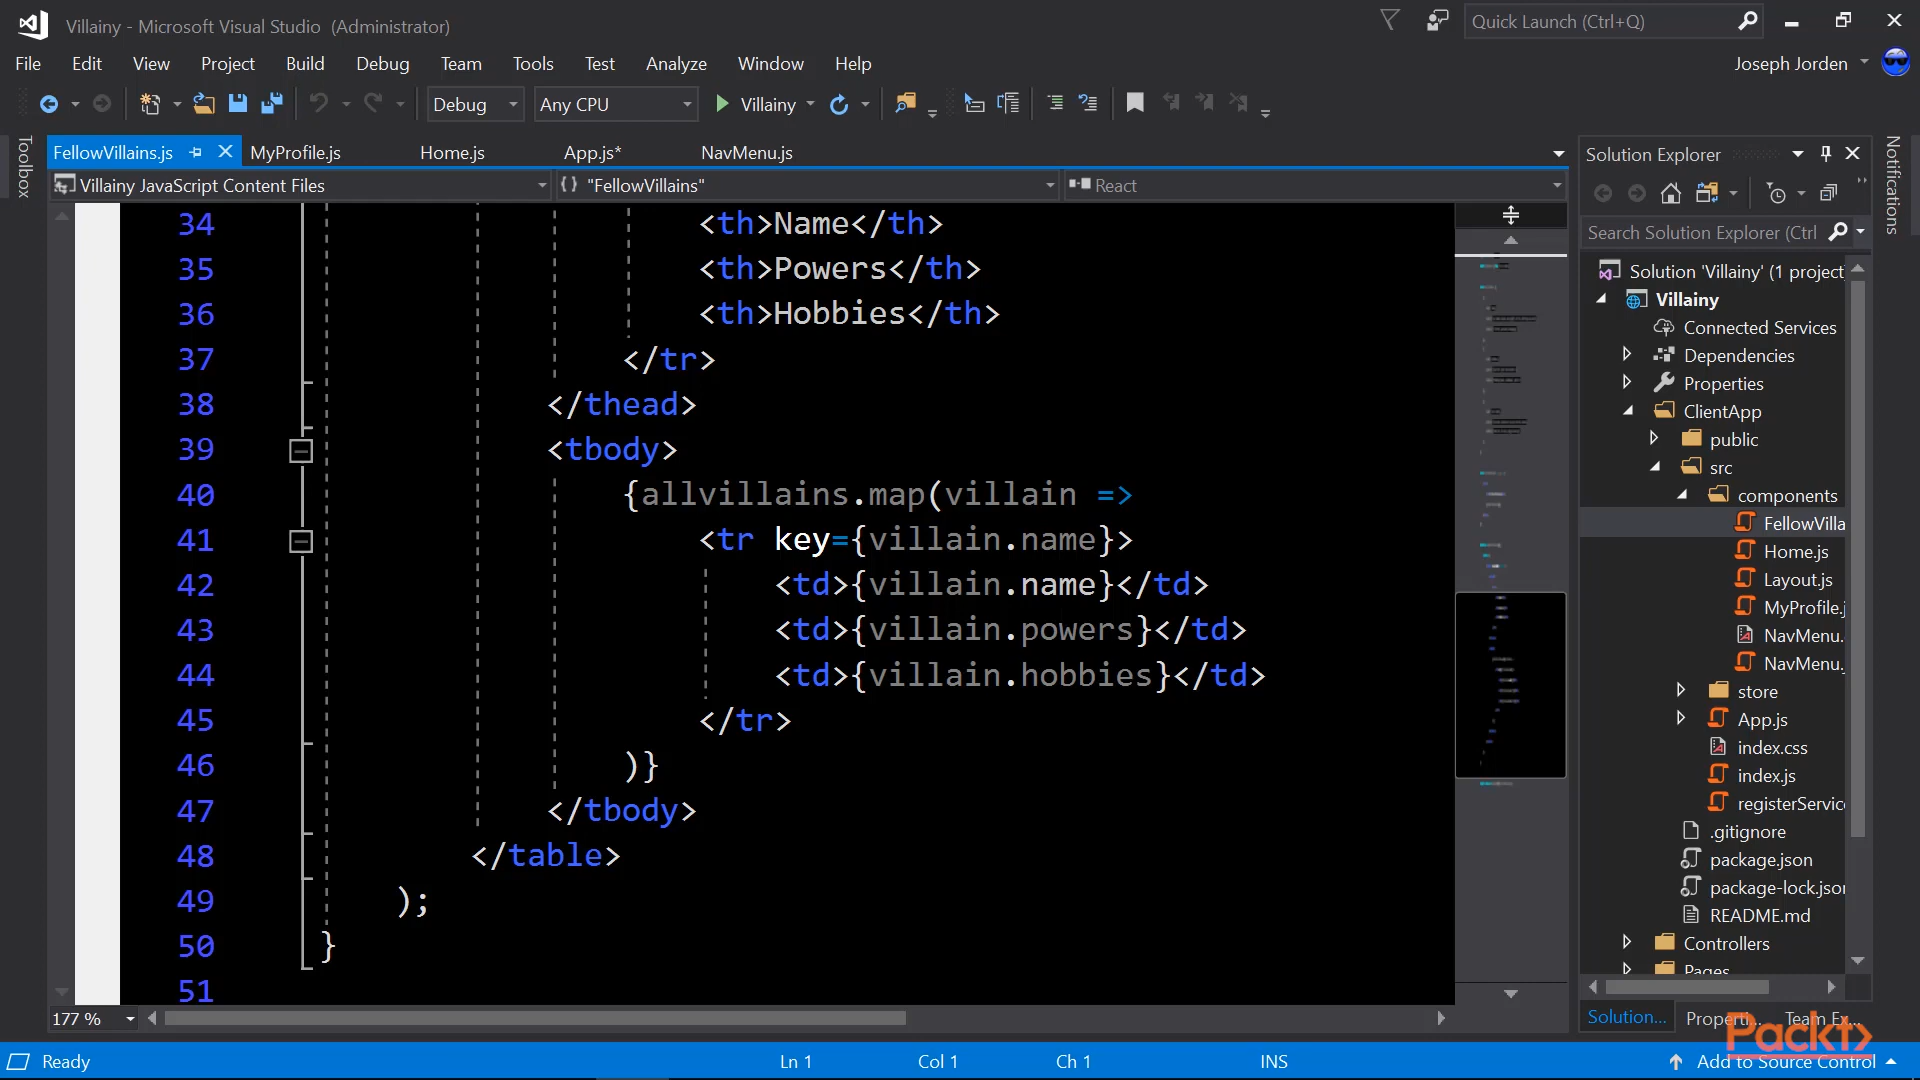 Villainy - Microsoft Visual Studio (Administrator)
Quick Launch (Ctrl+Q)
File Edit View Project Build Debug Team Tools Test Analyze Window Help
Joseph Jorden
Debug Any CPU Villainy
Toolbox
FellowVillains.js MyProfile.js Home.js App.js* NavMenu.js
Villainy JavaScript Content Files {} "FellowVillains" React
34 <th>Name</th>
35 <th>Powers</th>
36 <th>Hobbies</th>
37 </tr>
38 </thead>
39 <tbody>
40 {allvillains.map(villain =>
41 <tr key={villain.name}>
42 <td>{villain.name}</td>
43 <td>{villain.powers}</td>
44 <td>{villain.hobbies}</td>
45 </tr>
46 )}
47 </tbody>
48 </table>
49 );
50 }
51
177 %
Solution Explorer
Notifications
Search Solution Explorer (Ctrl
Solution 'Villainy' (1 project
Villainy
Connected Services
Dependencies
Properties
ClientApp
public
src
components
FellowVilla
Home.js
Layout.js
MyProfile.j
NavMenu.
NavMenu.
store
App.js
index.css
index.js
registerServic
.gitignore
package.json
package-lock.json
README.md
Controllers
Pages
Solution... Properti... Team Ex...
Packt>
Ready Ln 1 Col 1 Ch 1 INS Add to Source Control